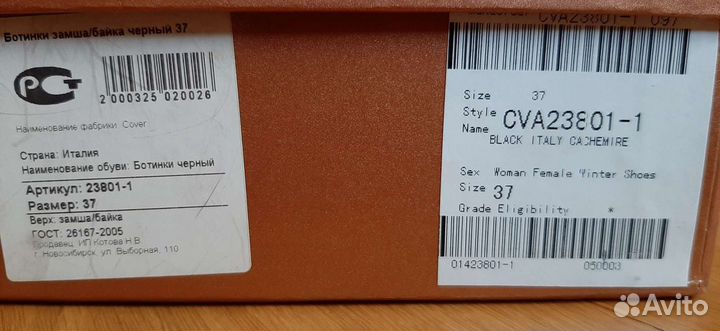 Ботинки замша/байка черный 37
РСТ
2 000325 020026
Наименование фабрики: Cover
Страна: Италия
Наименование обуви: Ботинки черный
Артикул: 23801-1
Размер: 37
Верх: замша/байка
ГОСТ: 26167-2005
Продавец: ИП Котова Н.В.
г. Новосибирск ул. Выборная, 110
CVA23801-1 097
Size 37
Style
Name CVA23801-1
BLACK ITALY CACHEMIRE
Sex Woman Female Winter Shoes
Size 37
Grade Eligibility *
01423801-1 050003
Avito